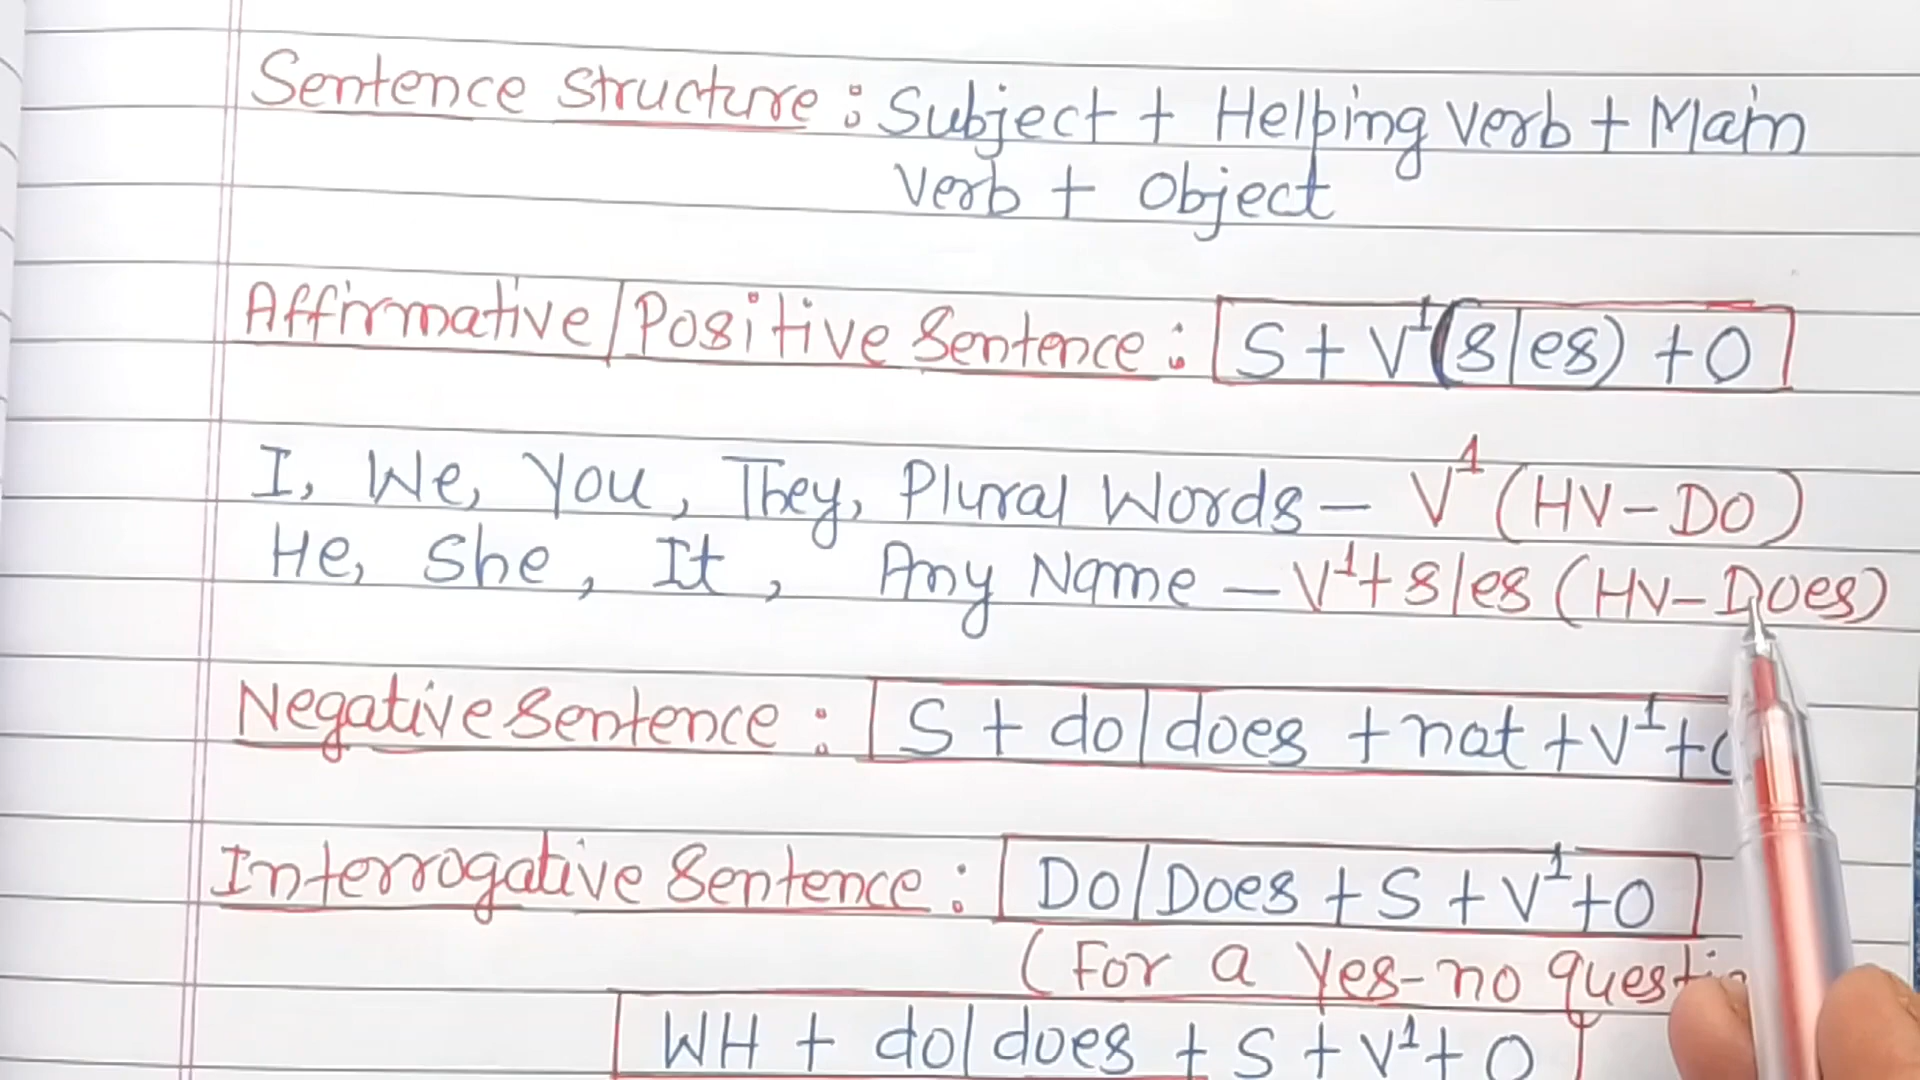 Sentence Structure : Subject + Helping Verb + Main
Verb + Object
Affirmative/Positive Sentence : S + V¹(s/es) + O
I, We, You, They, Plural Words – V¹ (HV-DO)
He, She, It, Any Name – V¹+s/es (HV-Does)
Negative Sentence : S + do/does + not + V¹ +
Interrogative Sentence : Do/Does + S + V¹ + O
(For a Yes-no
WH + do/does + S + V¹ + O